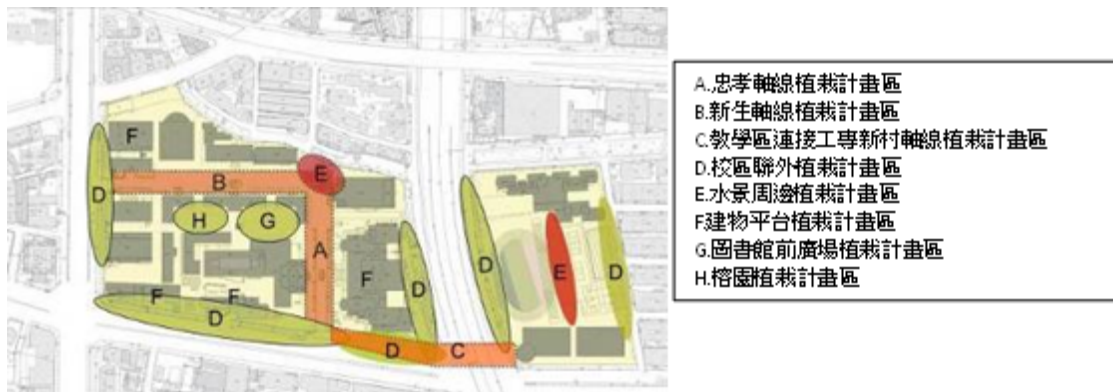 F
E
D
B
H
G
A
F
D
D
E
D
F
F
D
D
C
A.忠孝軸線植栽計畫區
B.新生軸線植栽計畫區
C.教學區連接工專新村軸線植栽計畫區
D.校區聯外植栽計畫區
E.水景周邊植栽計畫區
F.建物平台植栽計畫區
G.圖書館前廣場植栽計畫區
H.榕園植栽計畫區